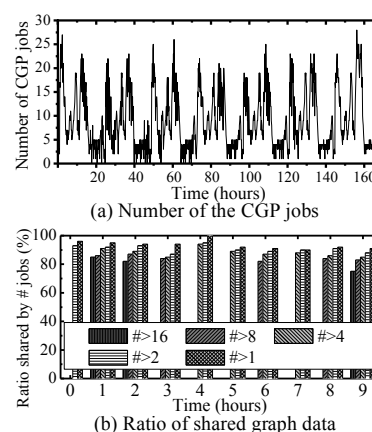 Number of CGP jobs
30
25
20
15
10
5
0
20 40 60 80 100 120 140 160
Time (hours)
(a) Number of the CGP jobs
Ratio shared by # jobs (%)
100
80
60
40
20
0
#>16 #>8 #>4
#>2 #>1
0 1 2 3 4 5 6 7 8 9
Time (hours)
(b) Ratio of shared graph data